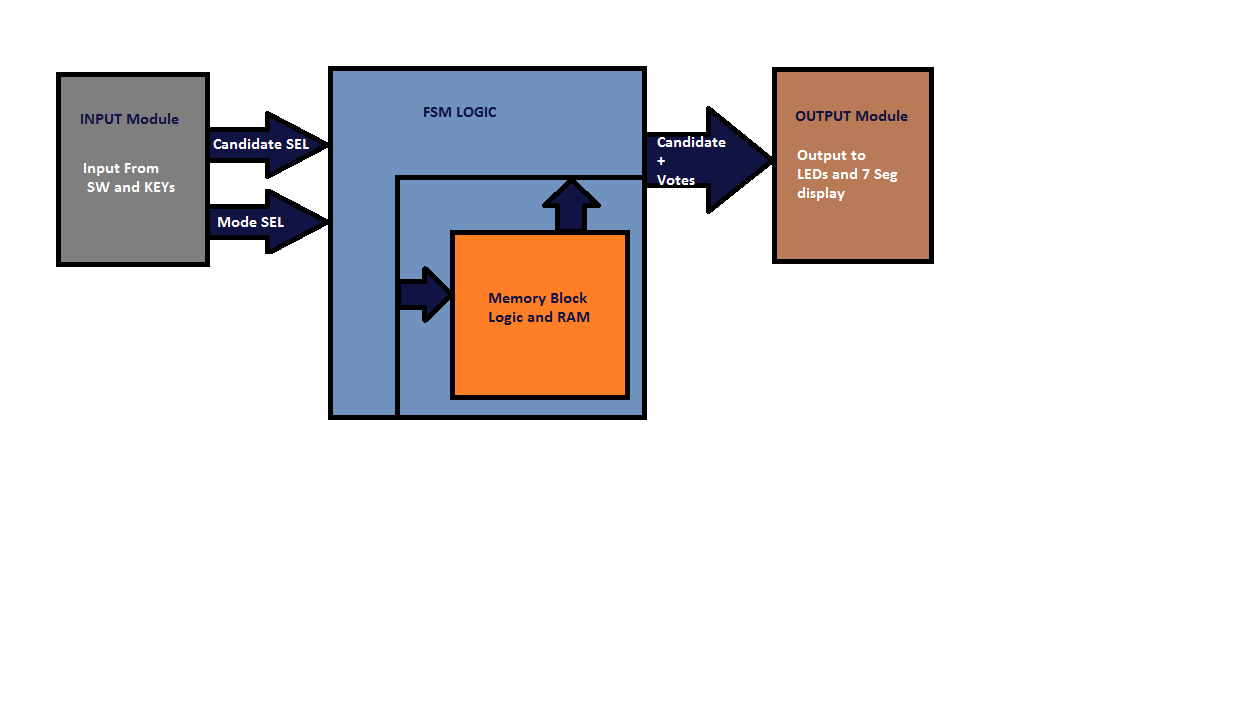 INPUT Module
Input From
SW and KEYs
Candidate SEL
Mode SEL
FSM LOGIC
Memory Block
Logic and RAM
Candidate
+
Votes
OUTPUT Module
Output to
LEDs and 7 Seg
display